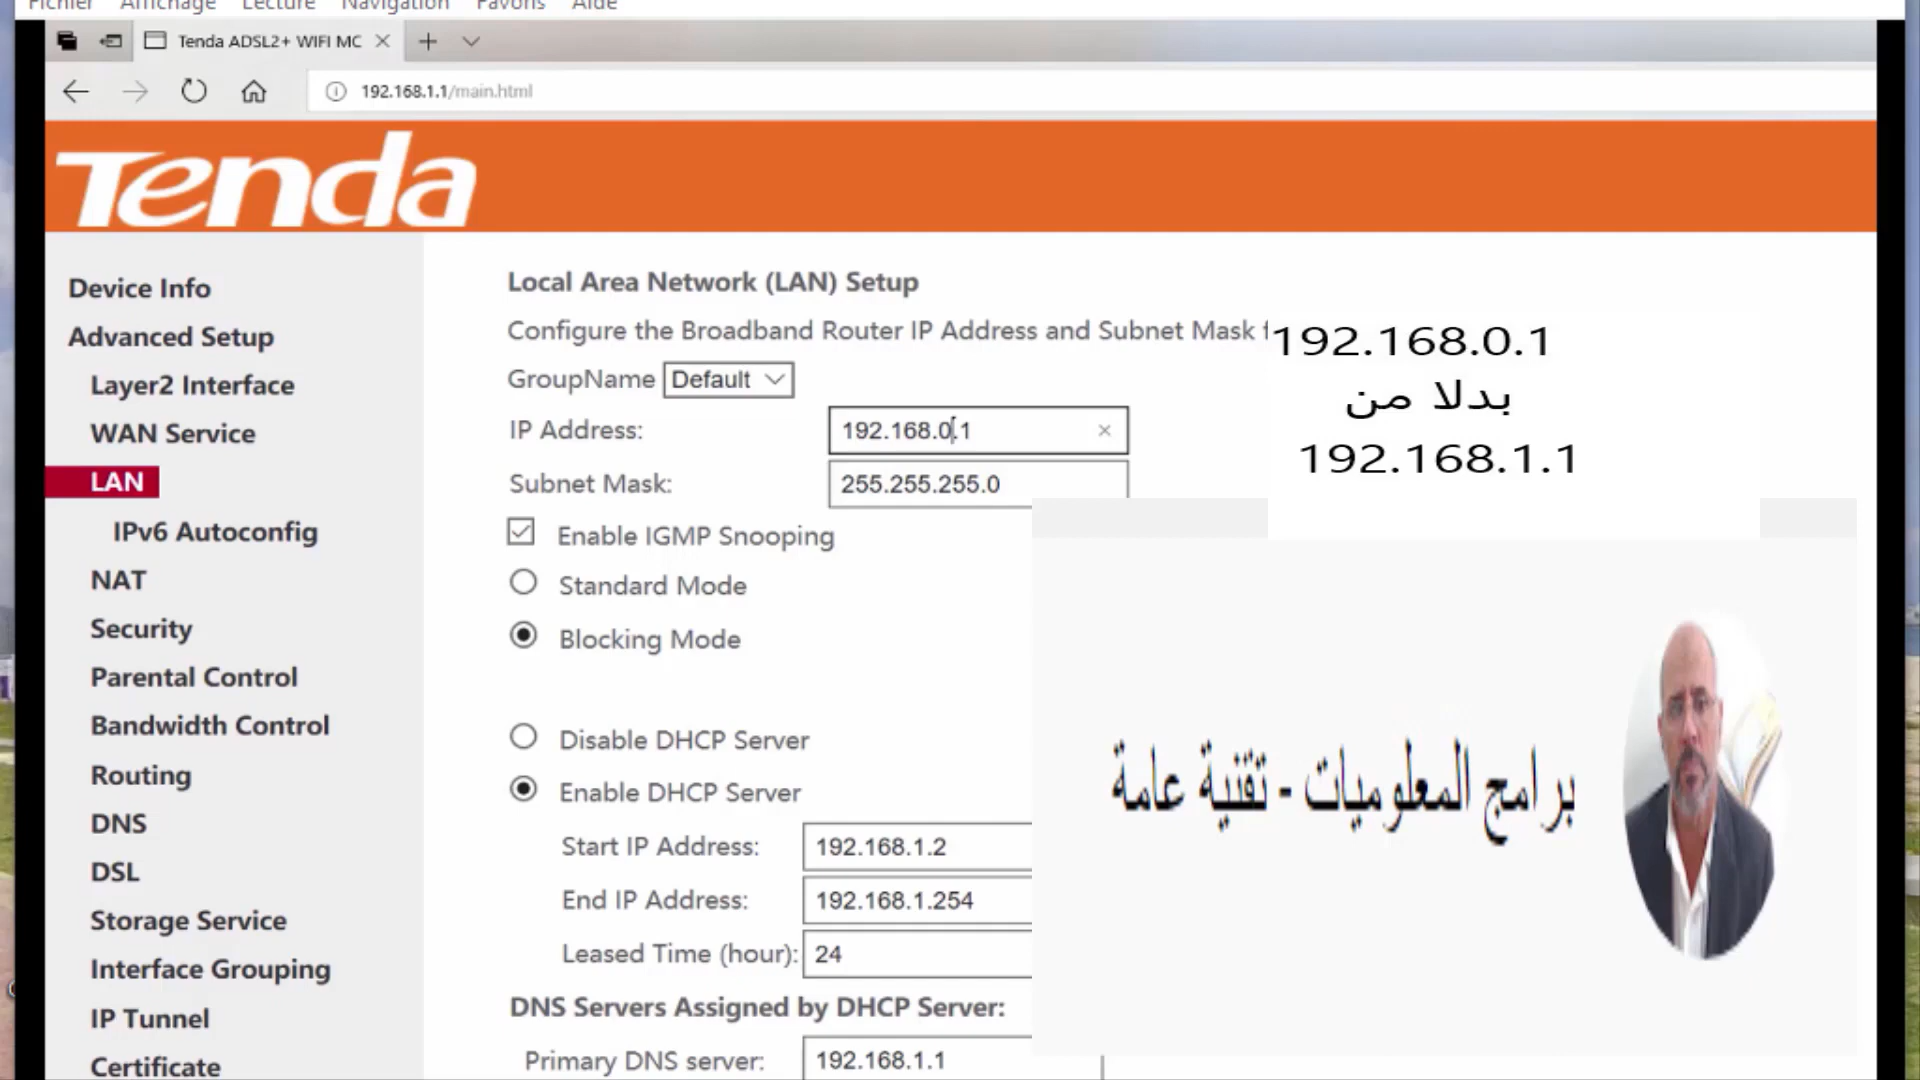 Fichier Affichage Lecture Navigation Favoris Aide
Tenda ADSL2+ WIFI MC
192.168.1.1/main.html
Tenda
Device Info
Advanced Setup
Layer2 Interface
WAN Service
LAN
IPv6 Autoconfig
NAT
Security
Parental Control
Bandwidth Control
Routing
DNS
DSL
Storage Service
Interface Grouping
IP Tunnel
Certificate
Local Area Network (LAN) Setup
Configure the Broadband Router IP Address and Subnet Mask f
GroupName Default
IP Address: 192.168.0.1
Subnet Mask: 255.255.255.0
Enable IGMP Snooping
Standard Mode
Blocking Mode
Disable DHCP Server
Enable DHCP Server
Start IP Address: 192.168.1.2
End IP Address: 192.168.1.254
Leased Time (hour): 24
DNS Servers Assigned by DHCP Server:
Primary DNS server: 192.168.1.1
192.168.0.1
بدلا من
192.168.1.1
برامج المعلوميات - تقنية عامة